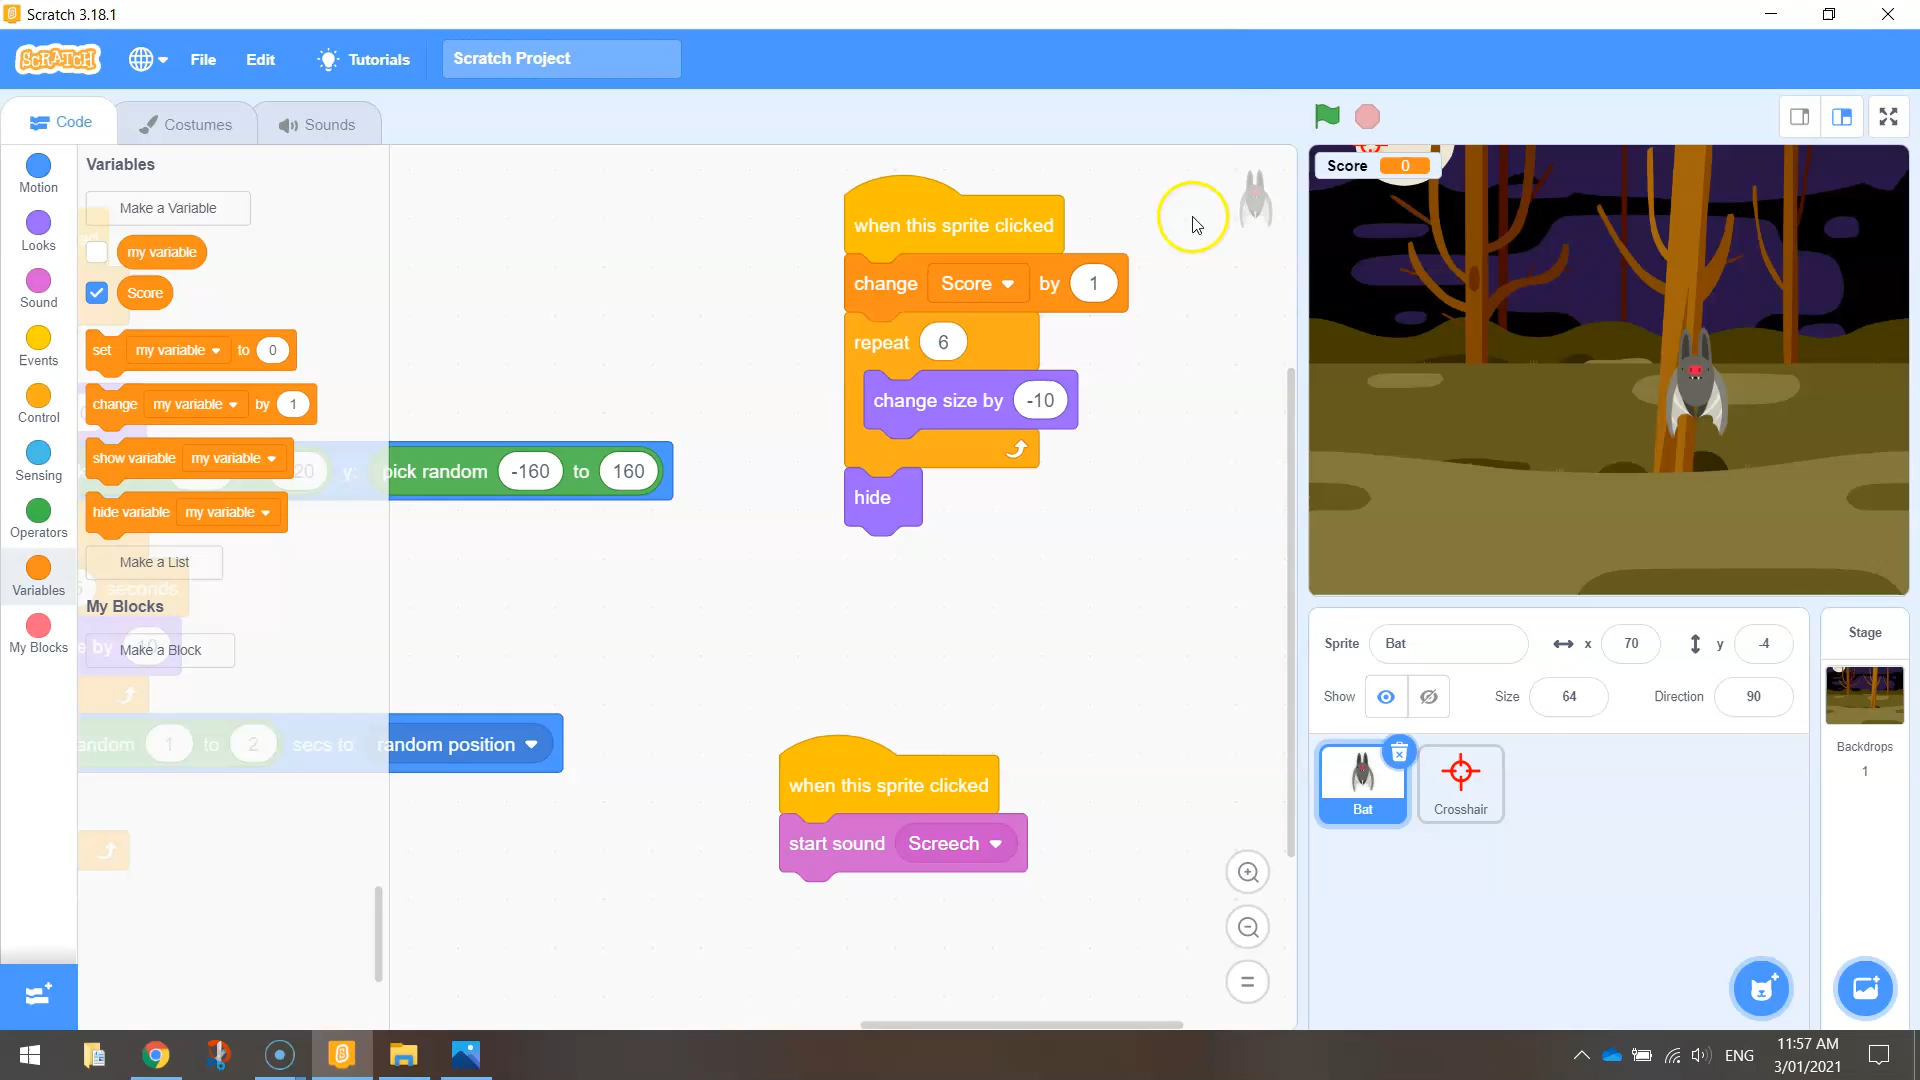 Scratch 3.18.1
SCRATCH
File
Edit
Tutorials
Scratch Project
Code
Costumes
Sounds
Motion
Looks
Sound
Events
Control
Sensing
Operators
Variables
My Blocks
Variables
Make a Variable
my variable
Score
set my variable to 0
change my variable by 1
show variable my variable
hide variable my variable
Make a List
My Blocks
Make a Block
20 y: pick random -160 to 160
seconds
e by 10
andom 1 to 2 secs to random position
when this sprite clicked
change Score by 1
repeat 6
change size by -10
hide
when this sprite clicked
start sound Screech
Score 0
Sprite Bat x 70 y -4
Show Size 64 Direction 90
Bat
Crosshair
Stage
Backdrops
1
ENG
11:57 AM
3/01/2021